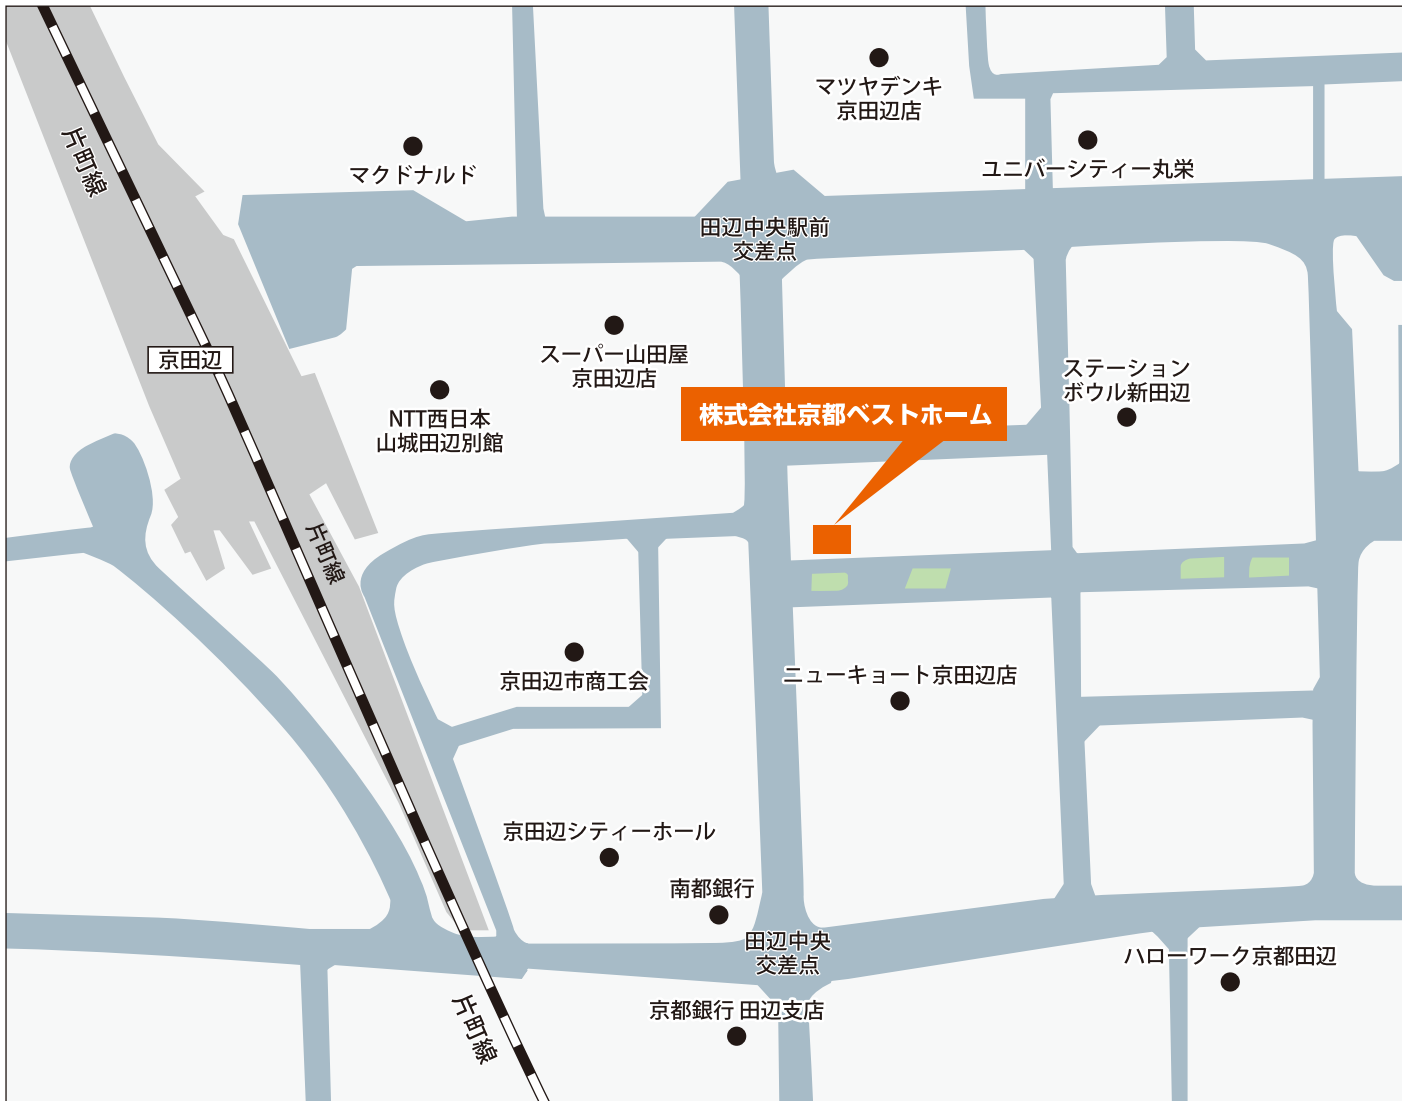 マツヤデンキ
京田辺店
片町線
マクドナルド
ユニバーシティー丸栄
田辺中央駅前
交差点
京田辺
スーパー山田屋
京田辺店
ステーション
ボウル新田辺
NTT西日本
山城田辺別館
株式会社京都ベストホーム
片町線
京田辺市商工会
ニューキョート京田辺店
京田辺シティーホール
南都銀行
田辺中央
交差点
ハローワーク京都田辺
京都銀行 田辺支店
片町線